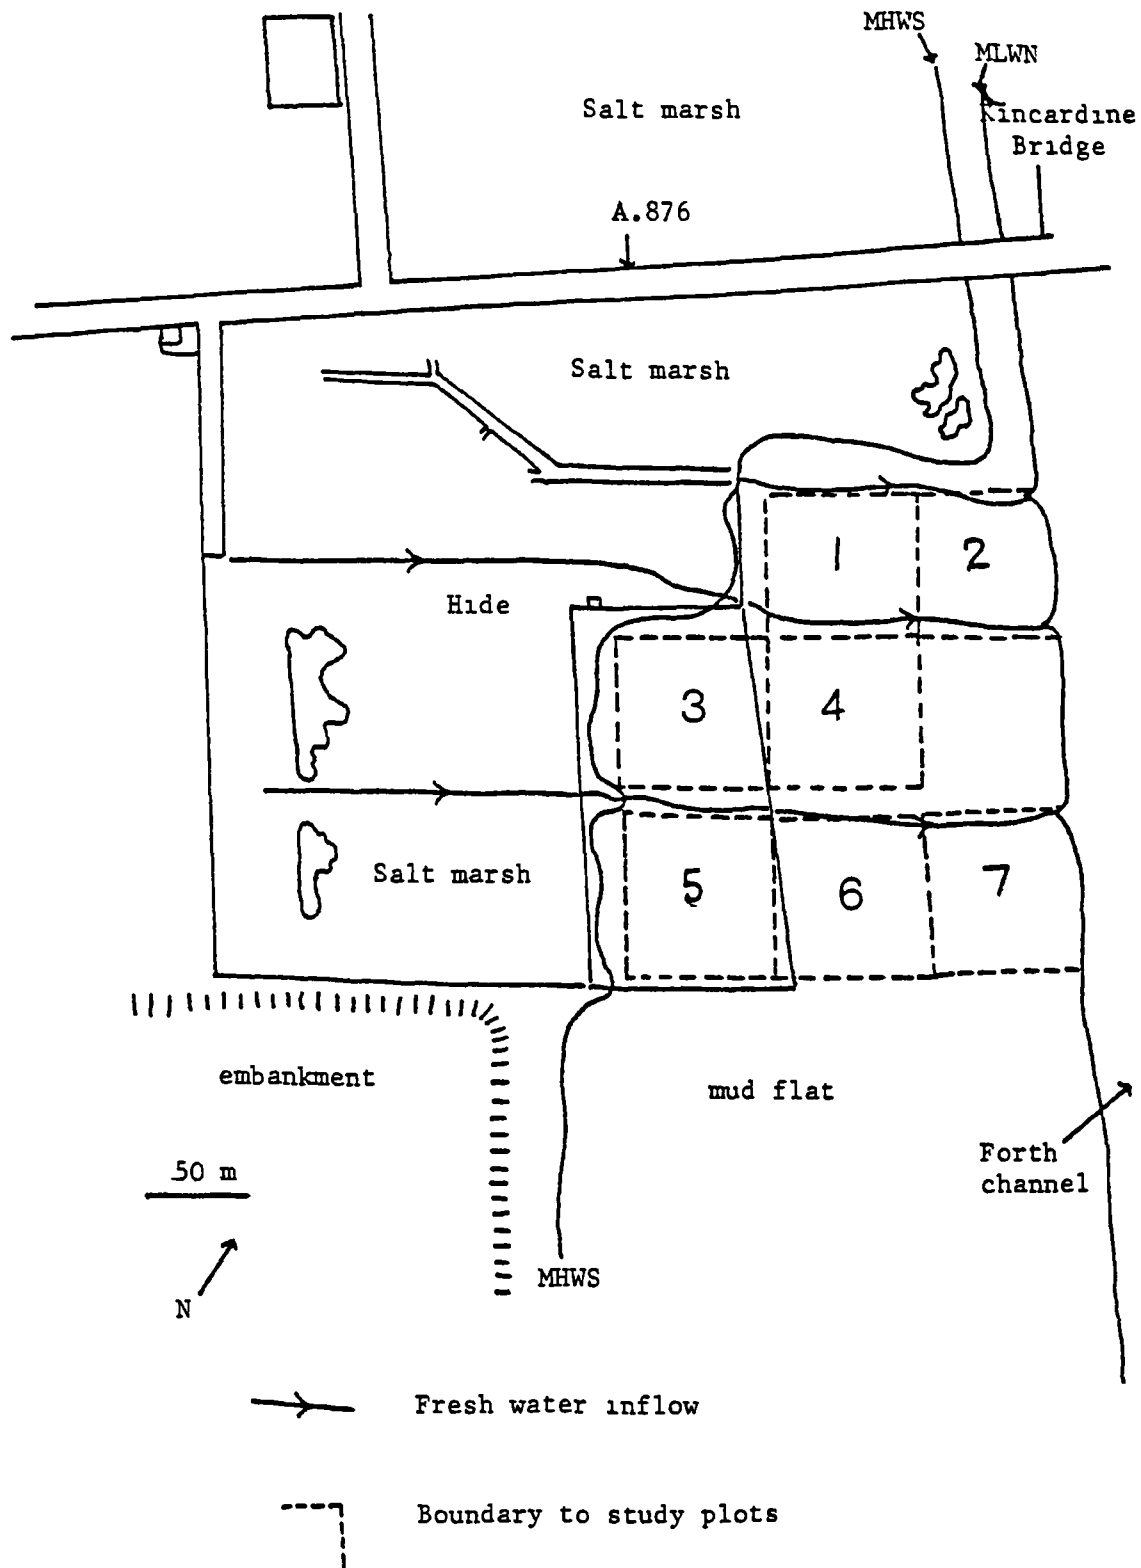 MHWS
MLWN
Salt marsh
Kincardine
Bridge
A.876
Salt marsh
1
2
Hide
3
4
Salt marsh
5
6
7
embankment
mud flat
Forth
channel
50 m
N
MHWS
Fresh water inflow
Boundary to study plots